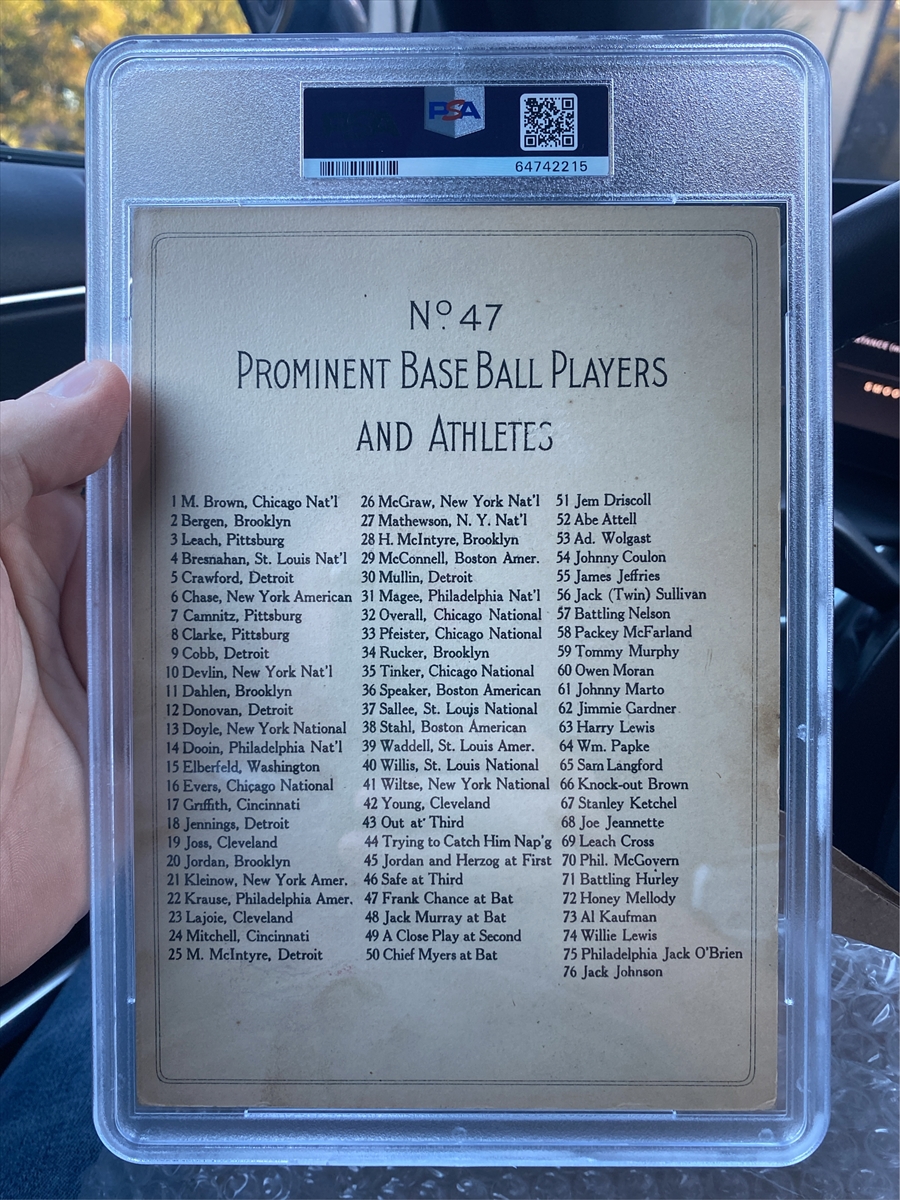 PSA
64742215
No. 47
PROMINENT BASE BALL PLAYERS
AND ATHLETES
1 M. Brown, Chicago Nat'l
2 Bergen, Brooklyn
3 Leach, Pittsburg
4 Bresnahan, St. Louis Nat'l
5 Crawford, Detroit
6 Chase, New York American
7 Camnitz, Pittsburg
8 Clarke, Pittsburg
9 Cobb, Detroit
10 Devlin, New York Nat'l
11 Dahlen, Brooklyn
12 Donovan, Detroit
13 Doyle, New York National
14 Dooin, Philadelphia Nat'l
15 Elberfeld, Washington
16 Evers, Chicago National
17 Griffith, Cincinnati
18 Jennings, Detroit
19 Joss, Cleveland
20 Jordan, Brooklyn
21 Kleinow, New York Amer.
22 Krause, Philadelphia Amer.
23 Lajoie, Cleveland
24 Mitchell, Cincinnati
25 M. McIntyre, Detroit
26 McGraw, New York Nat'l
27 Mathewson, N. Y. Nat'l
28 H. McIntyre, Brooklyn
29 McConnell, Boston Amer.
30 Mullin, Detroit
31 Magee, Philadelphia Nat'l
32 Overall, Chicago National
33 Pfeister, Chicago National
34 Rucker, Brooklyn
35 Tinker, Chicago National
36 Speaker, Boston American
37 Sallee, St. Loujs National
38 Stahl, Boston American
39 Waddell, St. Louis Amer.
40 Willis, St. Louis National
41 Wiltse, New York National
42 Young, Cleveland
43 Out at Third
44 Trying to Catch Him Nap'g
45 Jordan and Herzog at First
46 Safe at Third
47 Frank Chance at Bat
48 Jack Murray at Bat
49 A Close Play at Second
50 Chief Myers at Bat
51 Jem Driscoll
52 Abe Attell
53 Ad. Wolgast
54 Johnny Coulon
55 James Jeffries
56 Jack (Twin) Sullivan
57 Battling Nelson
58 Packey McFarland
59 Tommy Murphy
60 Owen Moran
61 Johnny Marto
62 Jimmie Gardner
63 Harry Lewis
64 Wm. Papke
65 Sam Langford
66 Knock-out Brown
67 Stanley Ketchel
68 Joe Jeannette
69 Leach Cross
70 Phil. McGovern
71 Battling Hurley
72 Honey Mellody
73 Al Kaufman
74 Willie Lewis
75 Philadelphia Jack O'Brien
76 Jack Johnson